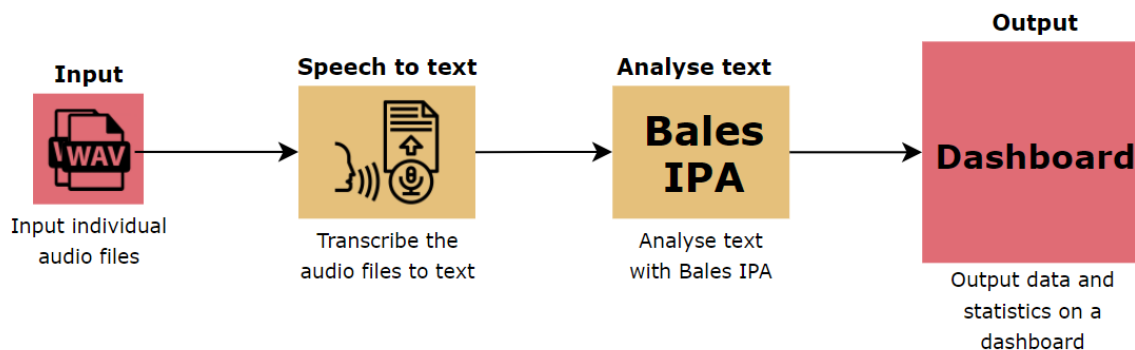 Input
WAV
Input individual
audio files
Speech to text
Transcribe the
audio files to text
Analyse text
Bales
IPA
Analyse text
with Bales IPA
Output
Dashboard
Output data and
statistics on a
dashboard